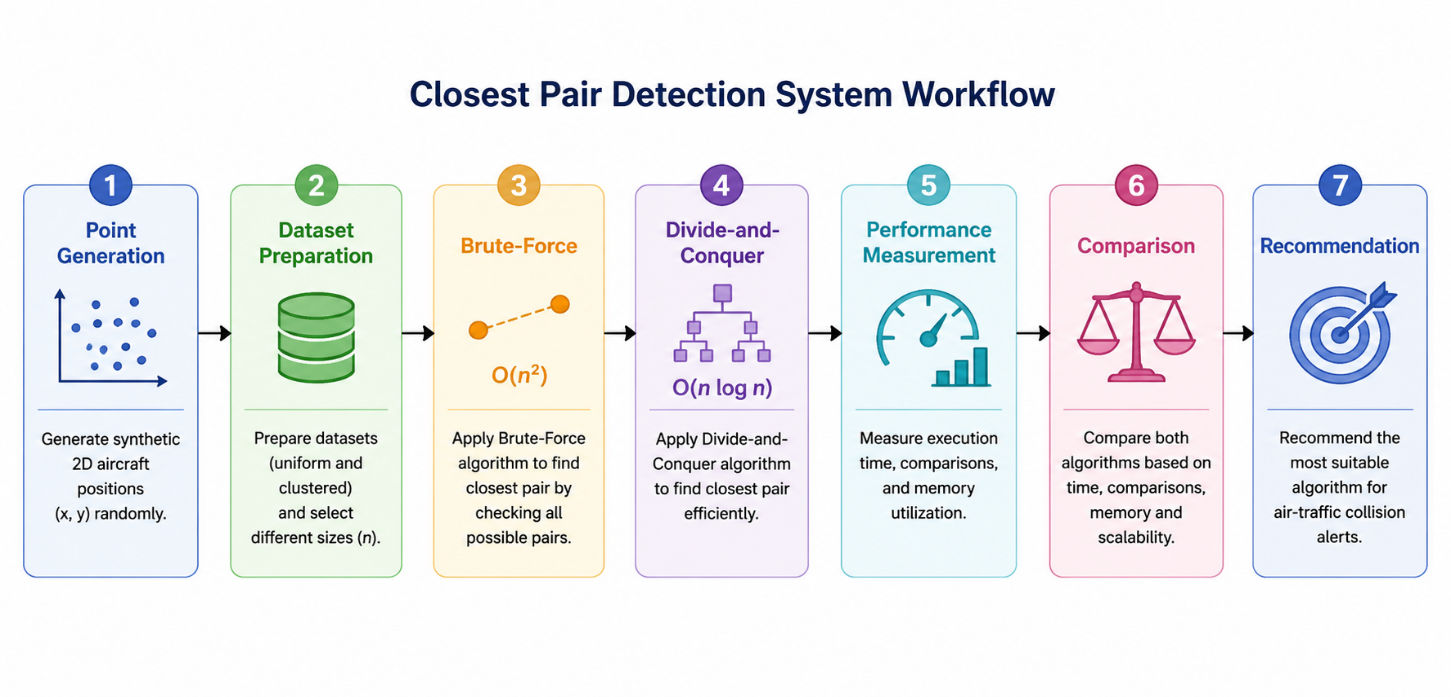 Closest Pair Detection System Workflow
1
Point
Generation
Generate synthetic
2D aircraft
positions
(x, y) randomly.
2
Dataset
Preparation
Prepare datasets
(uniform and
clustered)
and select
different sizes (n).
3
Brute-Force
O(n²)
Apply Brute-Force
algorithm to find
closest pair by
checking all
possible pairs.
4
Divide-and-
Conquer
O(n log n)
Apply Divide-and-
Conquer algorithm
to find closest pair
efficiently.
5
Performance
Measurement
Measure execution
time, comparisons,
and memory
utilization.
6
Comparison
Compare both
algorithms based on
time, comparisons,
memory and
scalability.
7
Recommendation
Recommend the
most suitable
algorithm for
air-traffic collision
alerts.